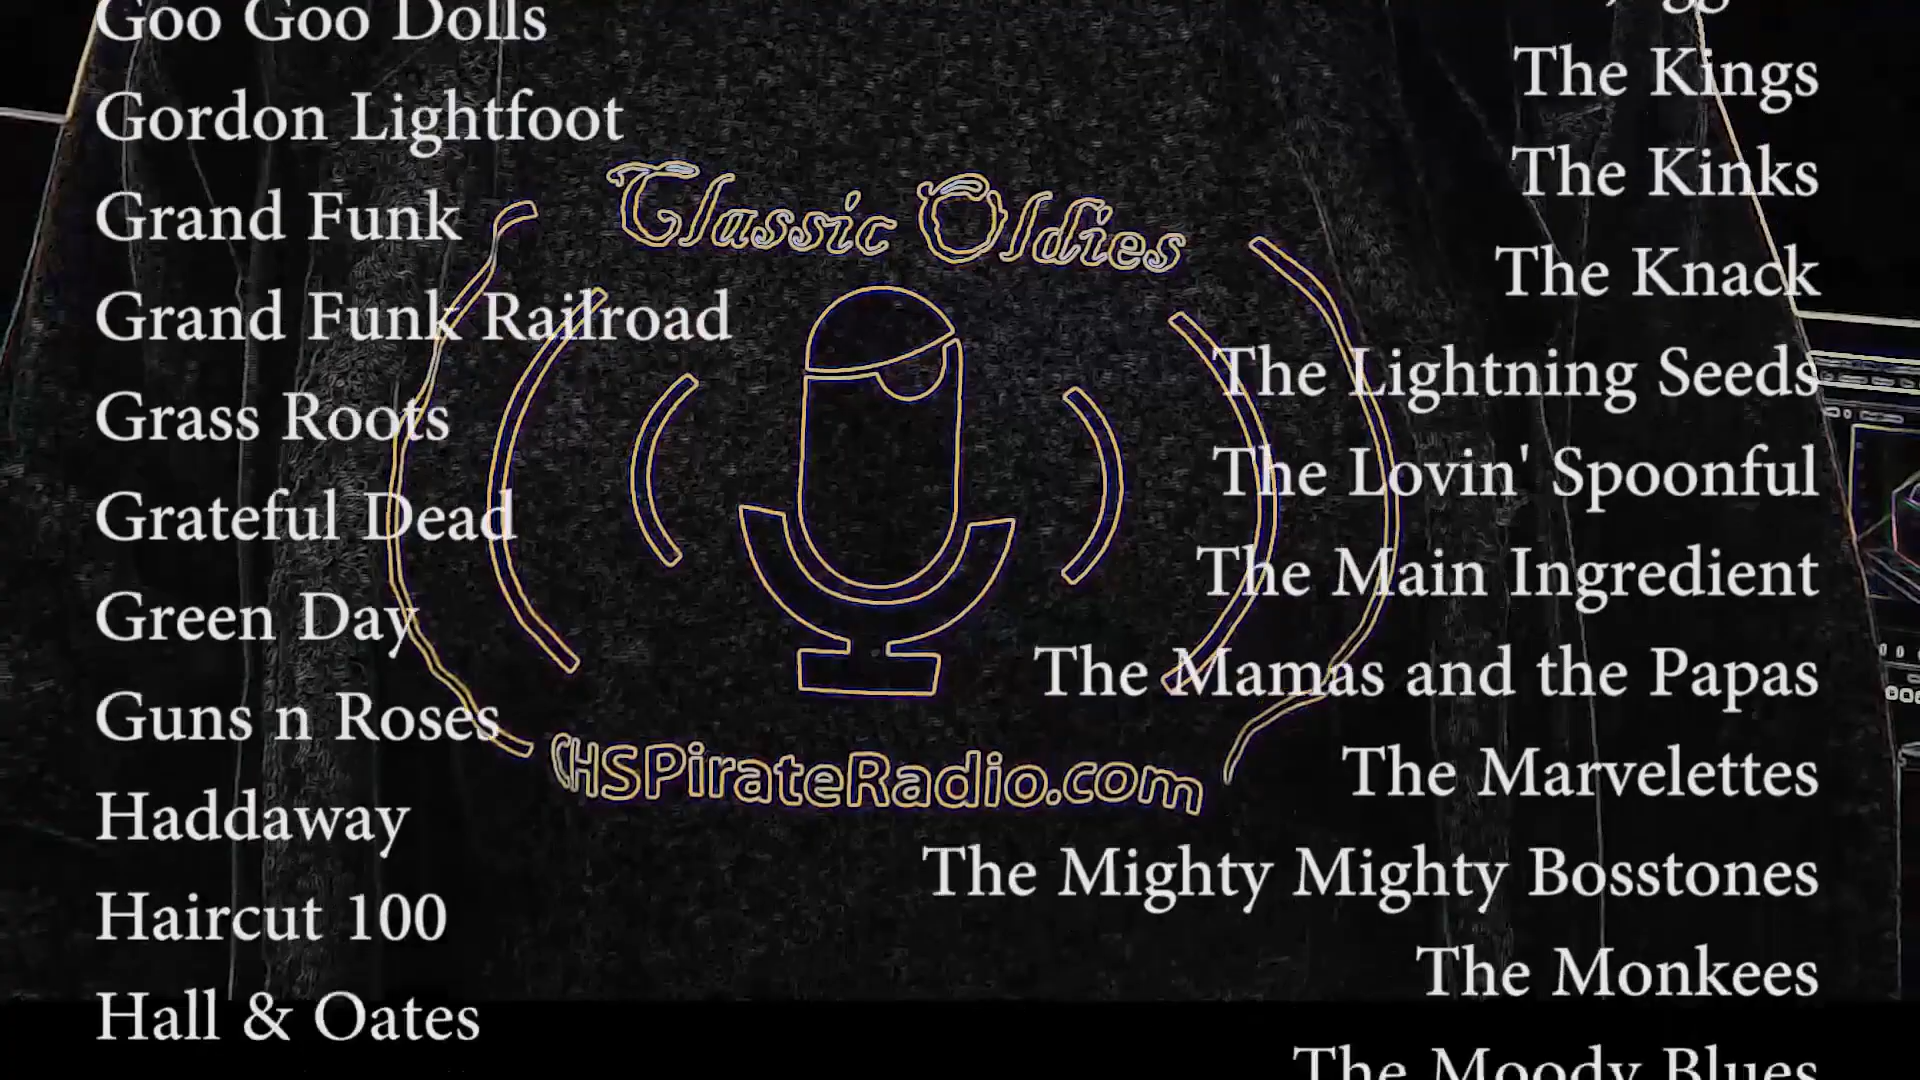 Goo Goo Dolls
Gordon Lightfoot
Grand Funk
Grand Funk Railroad
Grass Roots
Grateful Dead
Green Day
Guns n Roses
Haddaway
Haircut 100
Hall & Oates
Classic Oldies
CHSPirateRadio.com
The Kings
The Kinks
The Knack
The Lightning Seeds
The Lovin' Spoonful
The Main Ingredient
The Mamas and the Papas
The Marvelettes
The Mighty Mighty Bosstones
The Monkees
The Moody Blues